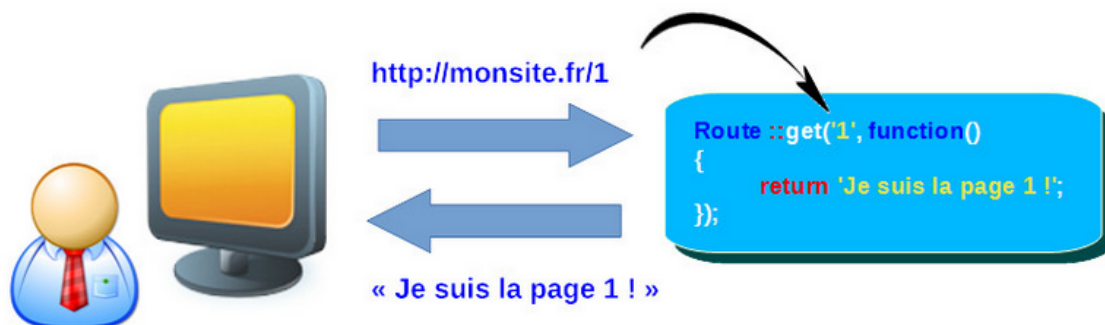 http://monsite.fr/1
Route ::get('1', function()
{
return 'Je suis la page 1 !';
});
« Je suis la page 1 ! »